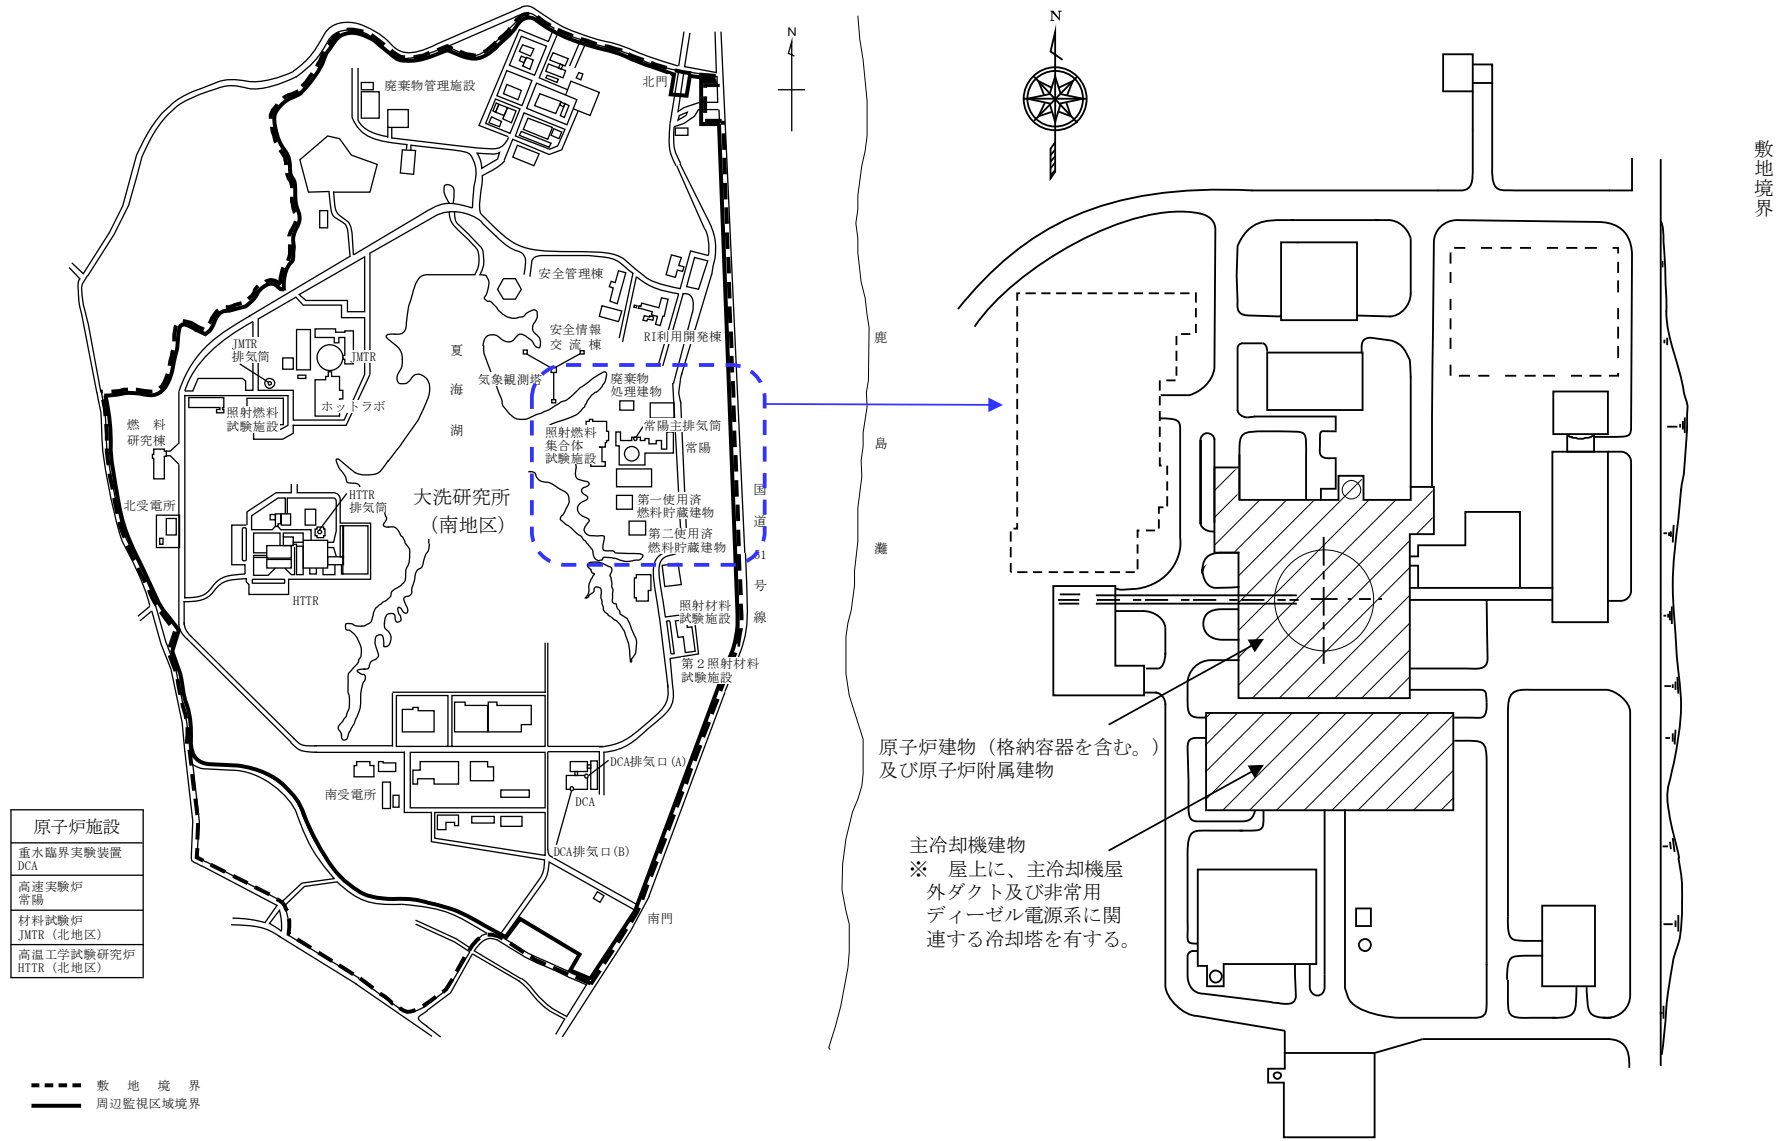 N
N
北門
廃棄物管理施設
敷地境界
安全管理棟
安全情報
交 流 棟
RI利用開発棟
鹿
島
灘
JMTR
排気筒
JMTR
夏
海
湖
気象観測塔
廃棄物
処理建物
ホットラボ
照射燃料
試験施設
燃 料
研究棟
常陽主排気筒
照射燃料
集合体
試験施設
常陽
北受電所
HTTR
排気筒
大洗研究所
（南地区）
第一使用済
燃料貯蔵建物
第二使用済
燃料貯蔵建物
国
道
51
号
線
HTTR
照射材料
試験施設
第２照射材料
試験施設
原子炉建物（格納容器を含む。）
及び原子炉附属建物
DCA排気口(A)
南受電所
DCA
DCA排気口(B)
主冷却機建物
※ 屋上に、主冷却機屋
外ダクト及び非常用
ディーゼル電源系に関
連する冷却塔を有する。
南門
原子炉施設
重水臨界実験装置
DCA
高速実験炉
常陽
材料試験炉
JMTR（北地区）
高温工学試験研究炉
HTTR（北地区）
敷 地 境 界
周辺監視区域境界